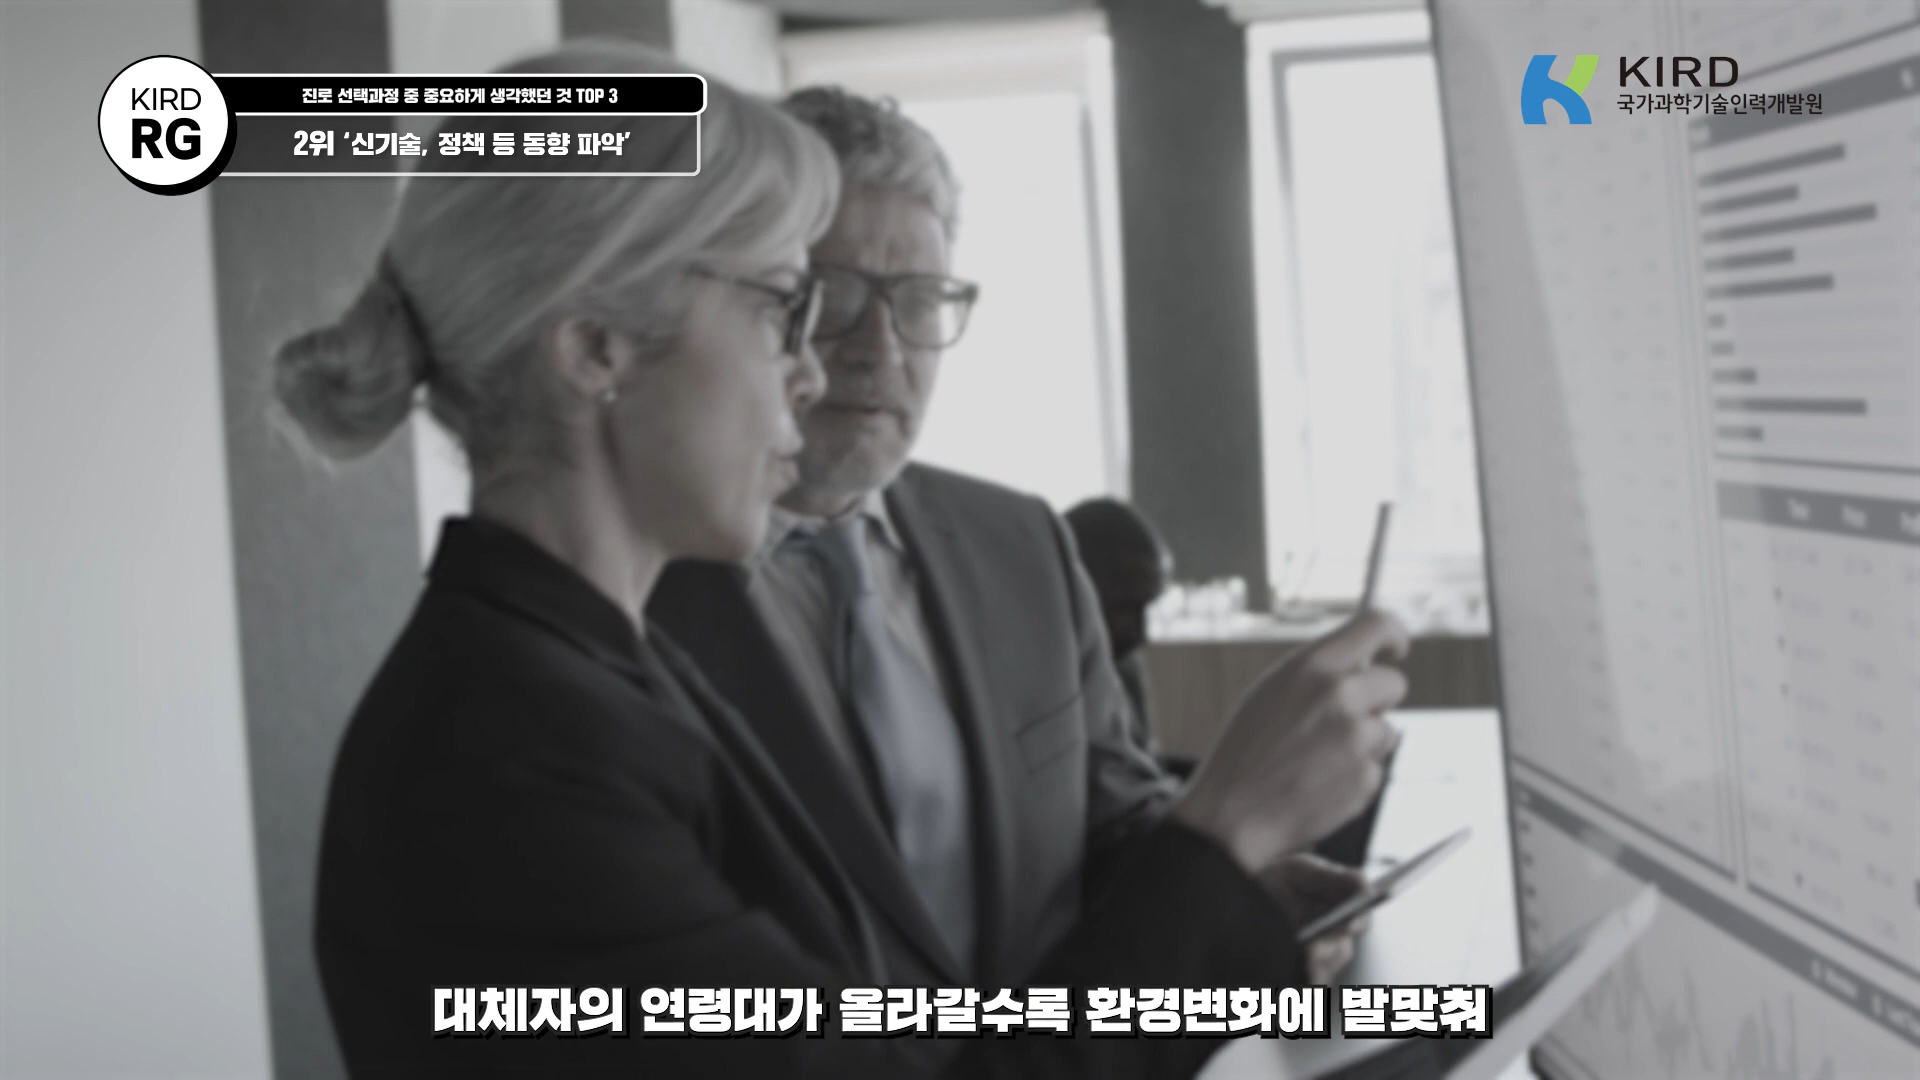 KIRD
RG
진로 선택과정 중 중요하게 생각했던 것 TOP 3
2위 ‘신기술, 정책 등 동향 파악’
KIRD
국가과학기술인력개발원
대체자의 연령대가 올라갈수록 환경변화에 발맞춰